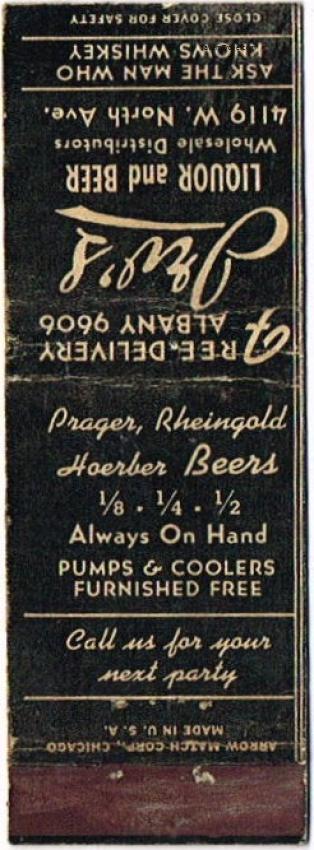 FREE-DELIVERY
ALBANY 9606
Irv's
LIQUOR and BEER
Wholesale Distributors
4119 W. North Ave.
ASK THE MAN WHO
KNOWS WHISKEY
CLOSE COVER FOR SAFETY
Prager, Rheingold
Hoerber Beers
1/8 · 1/4 · 1/2
Always On Hand
PUMPS & COOLERS
FURNISHED FREE
Call us for your
next party
ARROW MATCH CORP., CHICAGO
MADE IN U. S. A.